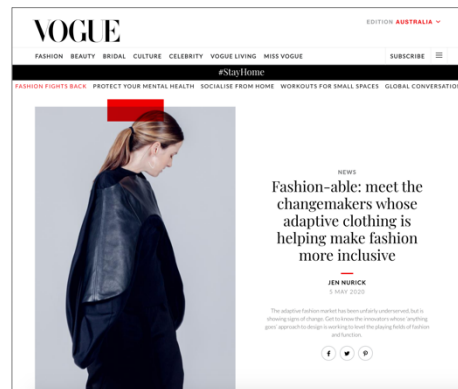 VOGUE
EDITION AUSTRALIA
FASHION BEAUTY BRIDAL CULTURE CELEBRITY VOGUE LIVING MISS VOGUE SUBSCRIBE
#StayHome
FASHION FIGHTS BACK PROTECT YOUR MENTAL HEALTH SOCIALISE FROM HOME WORKOUTS FOR SMALL SPACES GLOBAL CONVERSATIO
NEWS
Fashion-able: meet the
changemakers whose
adaptive clothing is
helping make fashion
more inclusive
JEN NURICK
5 MAY 2020
The adaptive fashion market has been unfairly underserved, but is
showing signs of change. Get to know the innovators whose 'anything
goes' approach to design is working to level the playing fields of fashion
and function.